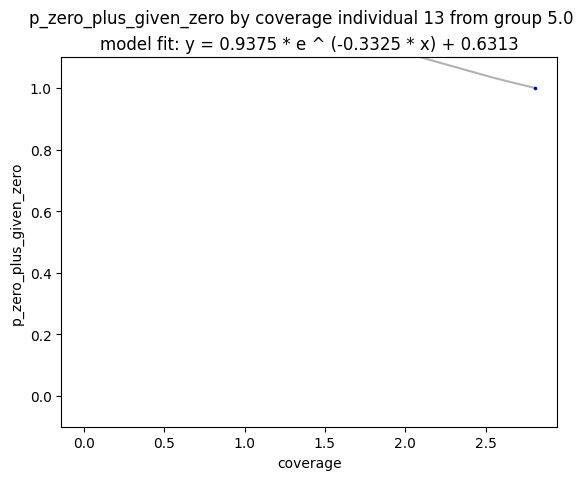 p_zero_plus_given_zero by coverage individual 13 from group 5.0
model fit: y = 0.9375 * e ^ (-0.3325 * x) + 0.6313
1.0
0.8
0.6
0.4
0.2
0.0
p_zero_plus_given_zero
0.0 0.5 1.0 1.5 2.0 2.5
coverage